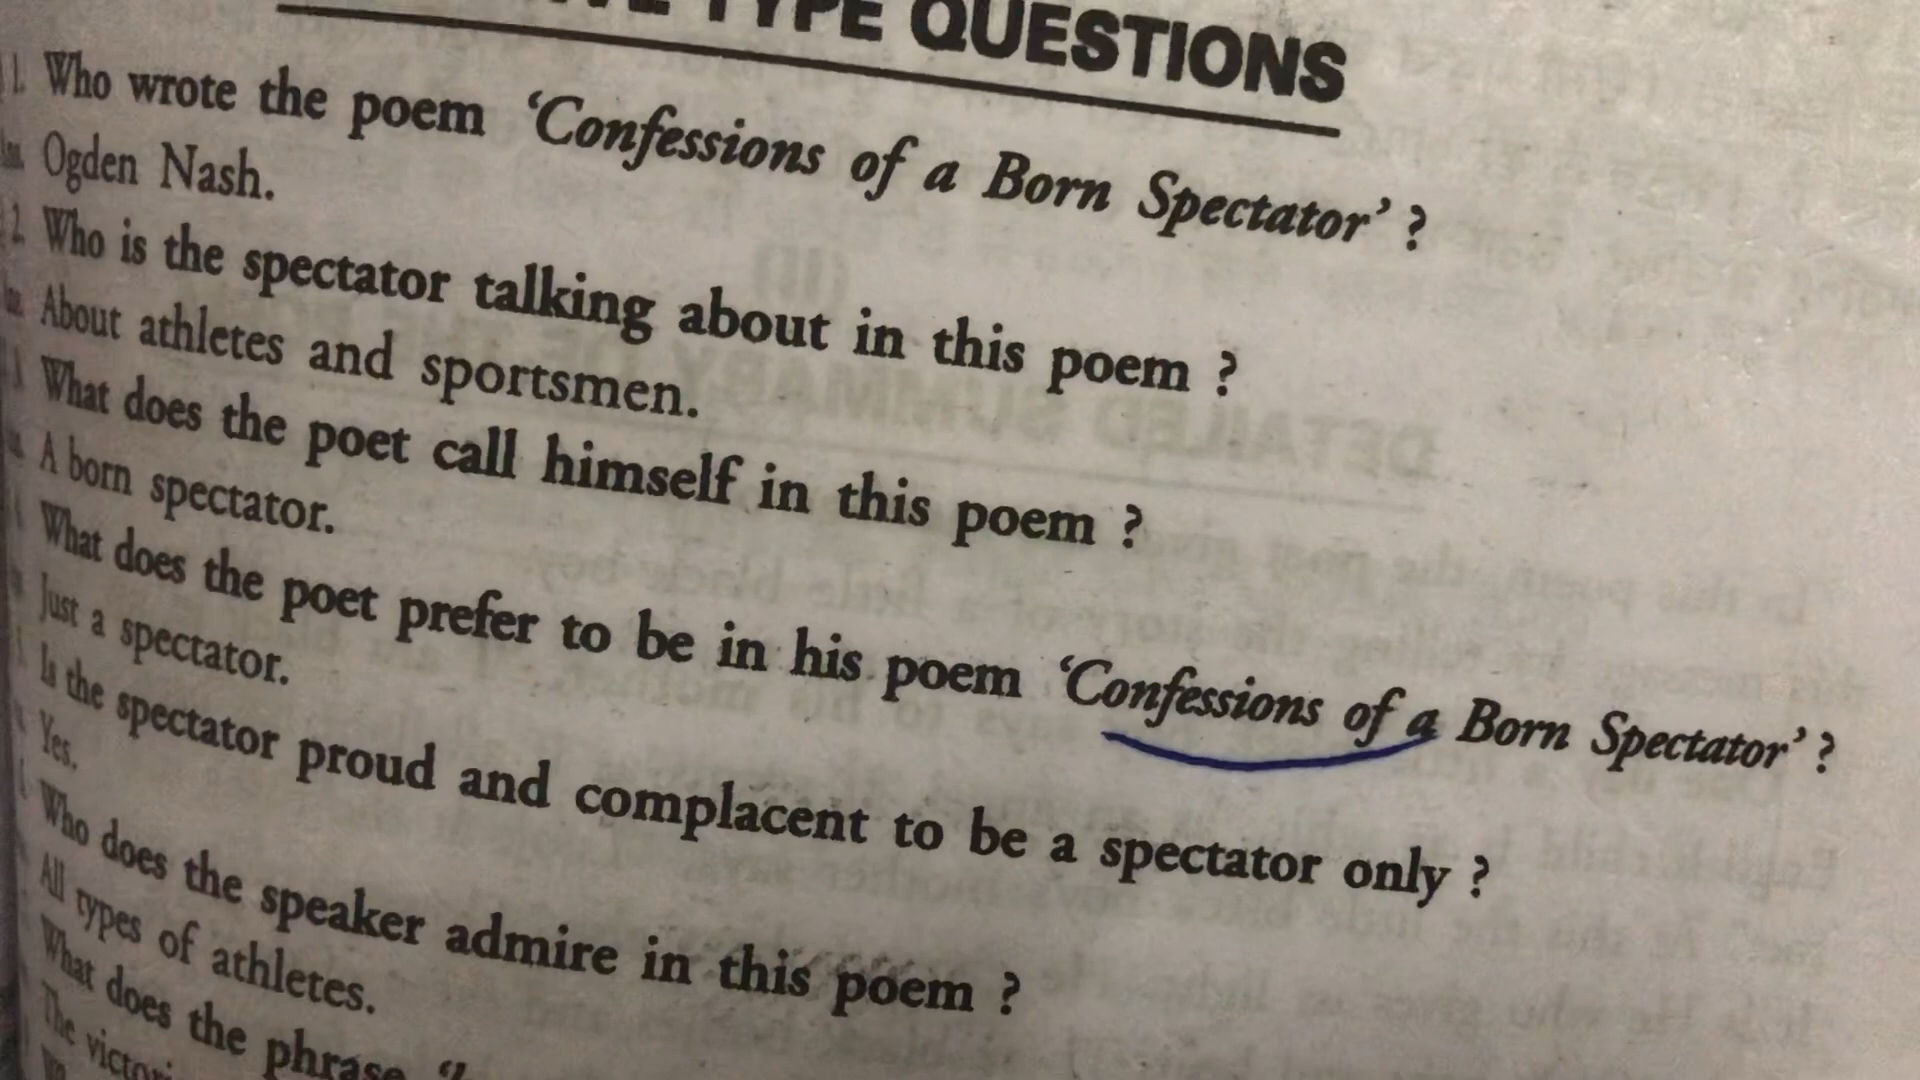 TYPE QUESTIONS
1. Who wrote the poem ‘Confessions of a Born Spectator’ ?
Ogden Nash.
2. Who is the spectator talking about in this poem ?
About athletes and sportsmen.
What does the poet call himself in this poem ?
A born spectator.
What does the poet prefer to be in his poem ‘Confessions of a Born Spectator’ ?
Just a spectator.
Is the spectator proud and complacent to be a spectator only ?
Yes.
Who does the speaker admire in this poem ?
All types of athletes.
What does the phrase “
The